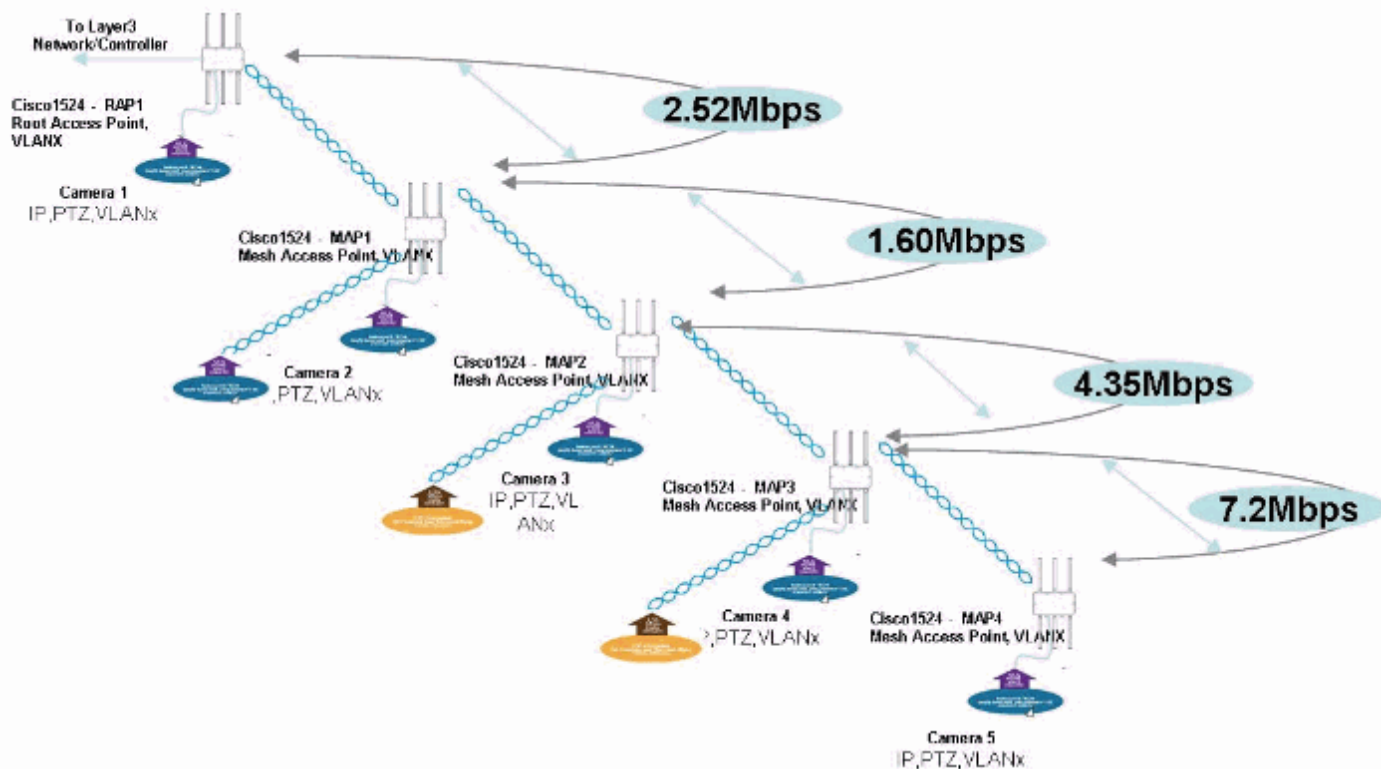 To Layer3
Network/Controller
Cisco1524 - RAP1
Root Access Point,
VLANX
2.52Mbps
Camera 1
IP,PTZ,VLANx
Cisco1524 - MAP1
Mesh Access Point, VLANX
1.60Mbps
Camera 2
,PTZ,VLANx
Cisco1524 - MAP2
Mesh Access Point, VLANX
4.35Mbps
Camera 3
IP,PTZ,VL
ANx
Cisco1524 - MAP3
Mesh Access Point, VLANX
7.2Mbps
Camera 4
,PTZ,VLANx
Cisco1524 - MAP4
Mesh Access Point, VLANX
Camera 5
IP,PTZ,VLANx